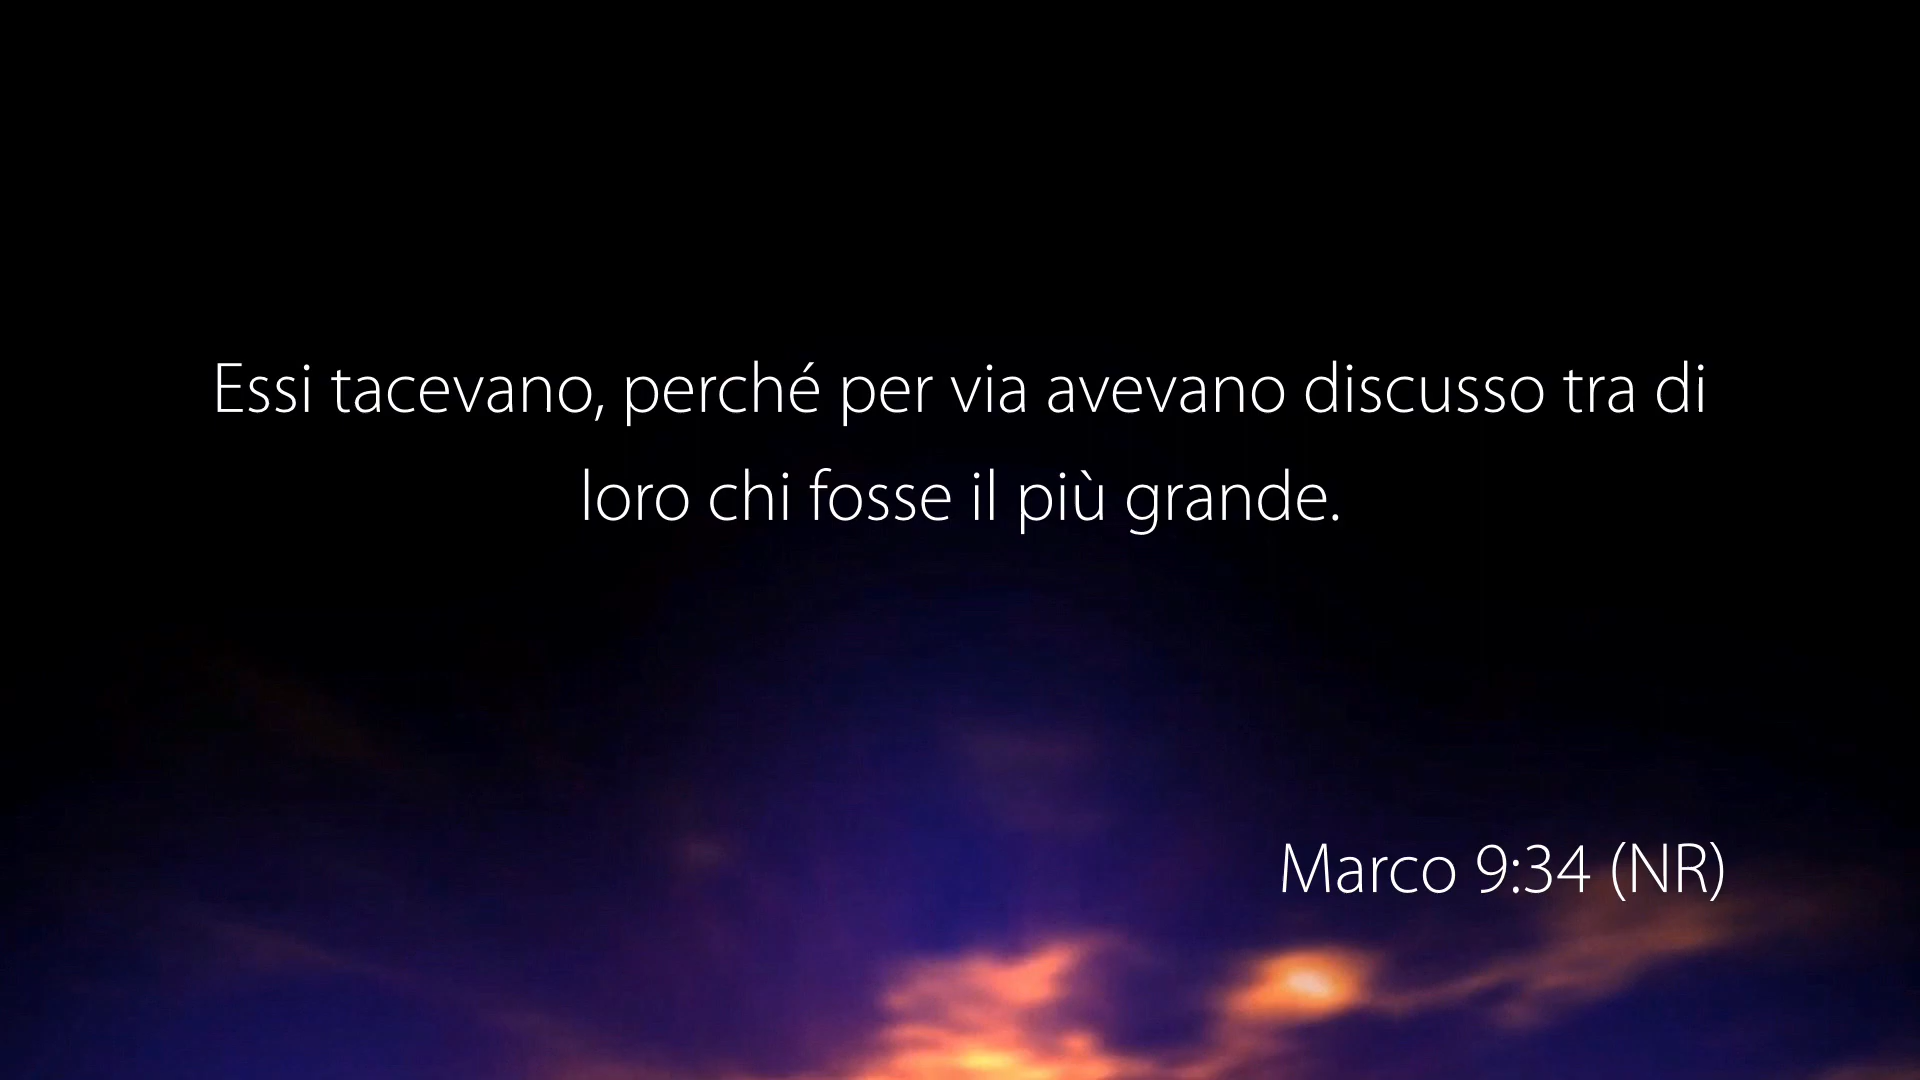 Essi tacevano, perché per via avevano discusso tra di
loro chi fosse il più grande.
Marco 9:34 (NR)